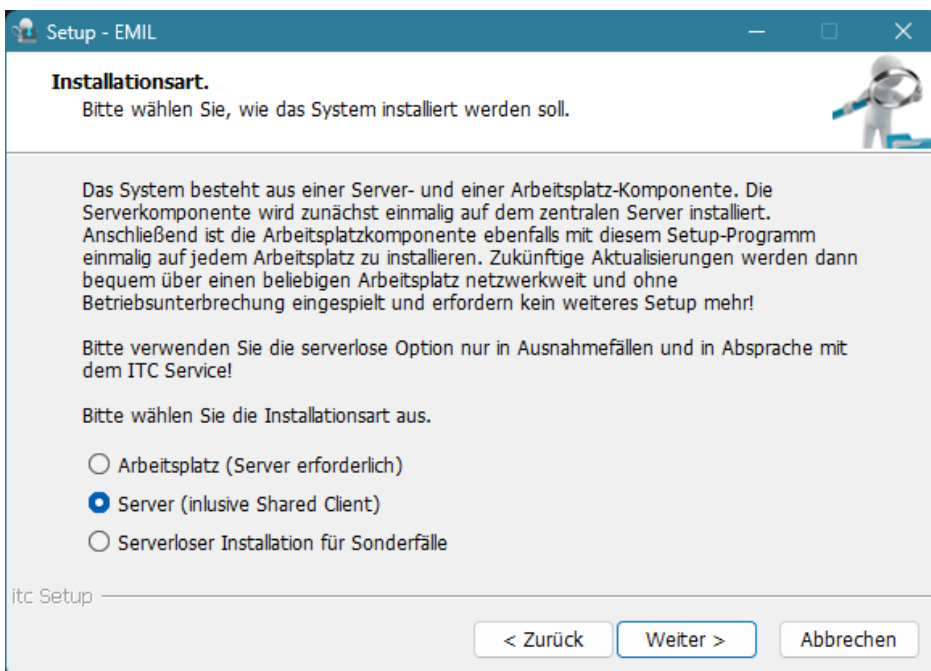 Setup - EMIL
Installationsart.
Bitte wählen Sie, wie das System installiert werden soll.
Das System besteht aus einer Server- und einer Arbeitsplatz-Komponente. Die
Serverkomponente wird zunächst einmalig auf dem zentralen Server installiert.
Anschließend ist die Arbeitsplatzkomponente ebenfalls mit diesem Setup-Programm
einmalig auf jedem Arbeitsplatz zu installieren. Zukünftige Aktualisierungen werden dann
bequem über einen beliebigen Arbeitsplatz netzwerkweit und ohne
Betriebsunterbrechung eingespielt und erfordern kein weiteres Setup mehr!
Bitte verwenden Sie die serverlose Option nur in Ausnahmefällen und in Absprache mit
dem ITC Service!
Bitte wählen Sie die Installationsart aus.
Arbeitsplatz (Server erforderlich)
Server (inlusive Shared Client)
Serverloser Installation für Sonderfälle
itc Setup
< Zurück Weiter > Abbrechen